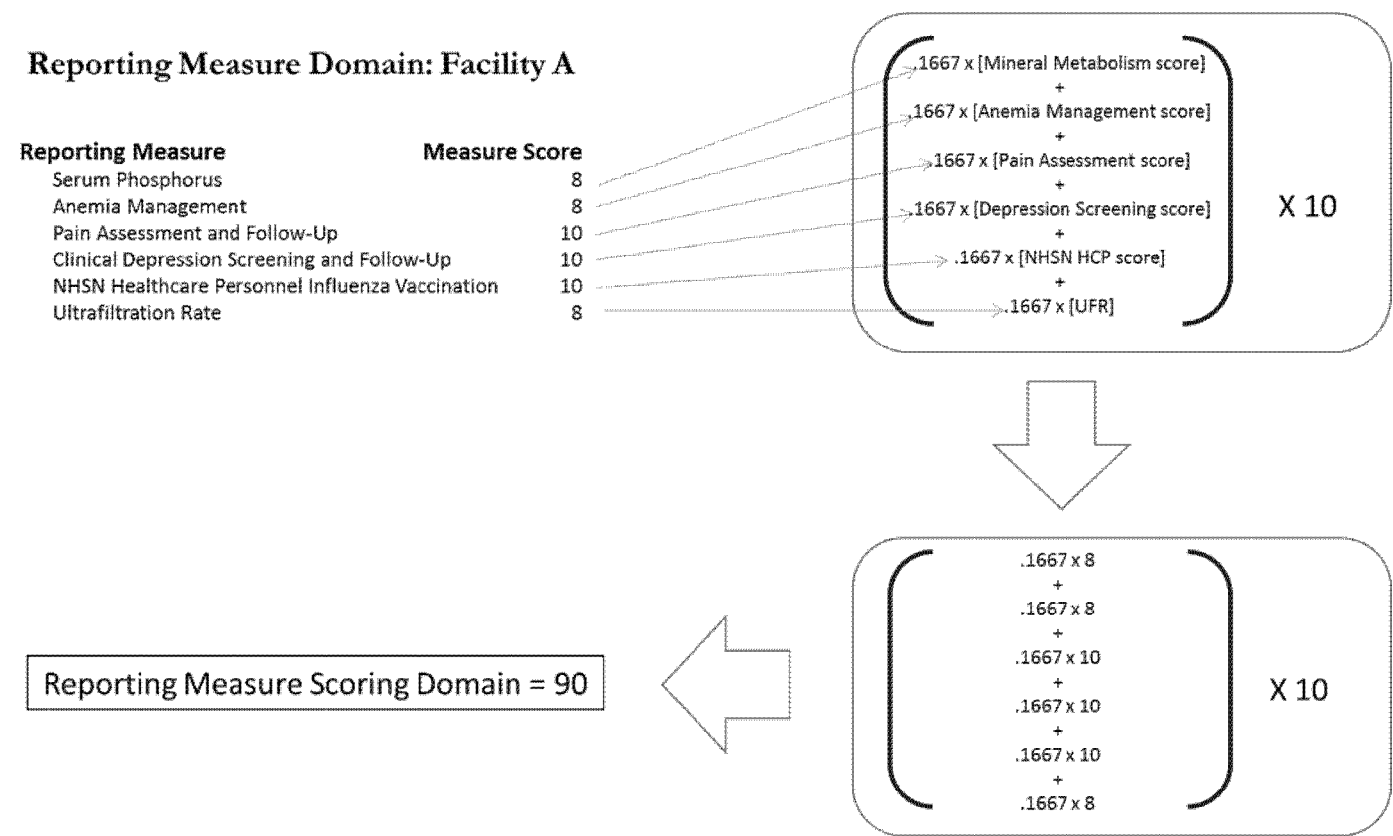 Reporting Measure Domain: Facility A
Reporting Measure Measure Score
Serum Phosphorus 8
Anemia Management 8
Pain Assessment and Follow-Up 10
Clinical Depression Screening and Follow-Up 10
NHSN Healthcare Personnel Influenza Vaccination 10
Ultrafiltration Rate 8
.1667 x [Mineral Metabolism score]
+
.1667 x [Anemia Management score]
+
.1667 x [Pain Assessment score]
+
.1667 x [Depression Screening score]
+
.1667 x [NHSN HCP score]
+
.1667 x [UFR]
X 10
.1667 x 8
+
.1667 x 8
+
.1667 x 10
+
.1667 x 10
+
.1667 x 10
+
.1667 x 8
X 10
Reporting Measure Scoring Domain = 90